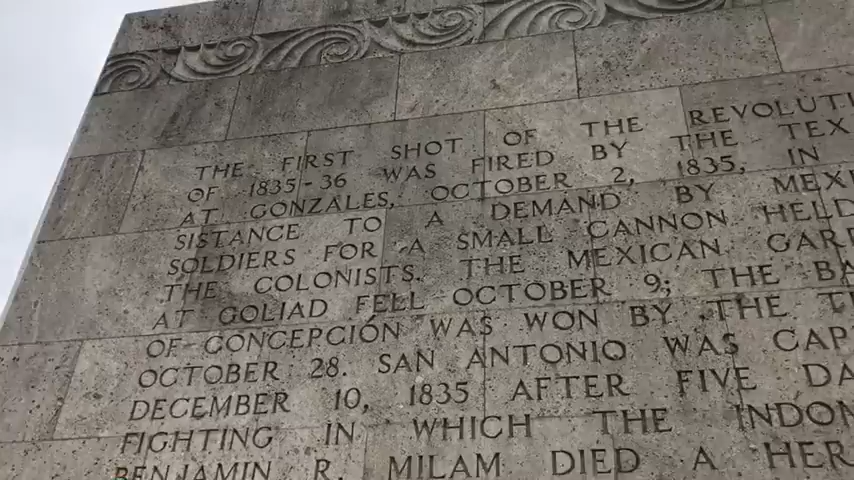 THE FIRST SHOT OF THE REVOLUTI
OF 1835-36 WAS FIRED BY THE TEX
AT GONZALES, OCTOBER 2, 1835, IN
SISTANCE TO A DEMAND BY MEXI
SOLDIERS FOR A SMALL CANNON HELD
THE COLONISTS. THE MEXICAN GARR
AT GOLIAD FELL OCTOBER 9; THE BA
OF CONCEPCIÓN WAS WON BY THE TE
OCTOBER 28. SAN ANTONIO WAS CAP
DECEMBER 10, 1835 AFTER FIVE DA
FIGHTING IN WHICH THE INDOM
BENJAMIN R. MILAM DIED A HER